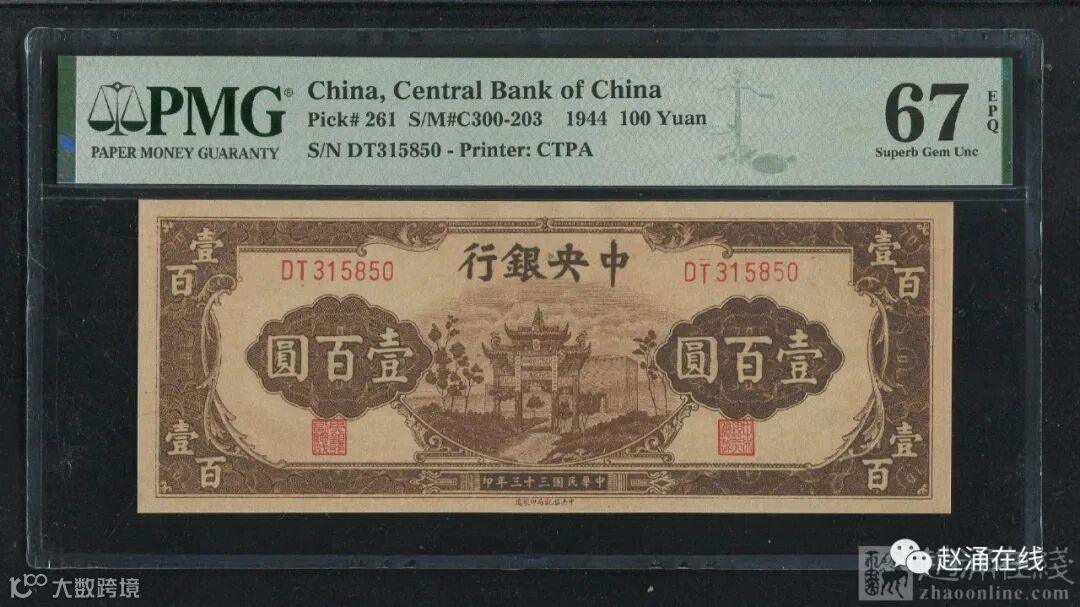 PMG®
PAPER MONEY GUARANTY
China, Central Bank of China
Pick# 261 S/M#C300-203 1944 100 Yuan
S/N DT315850 - Printer: CTPA
67
EPQ
Superb Gem Unc
行銀央中
DT315850
DT315850
壹百
壹百
圓百壹
圓百壹
壹百
壹百
印年三十三國民華中
赵涌在线
大数跨境
zhaoonline.com